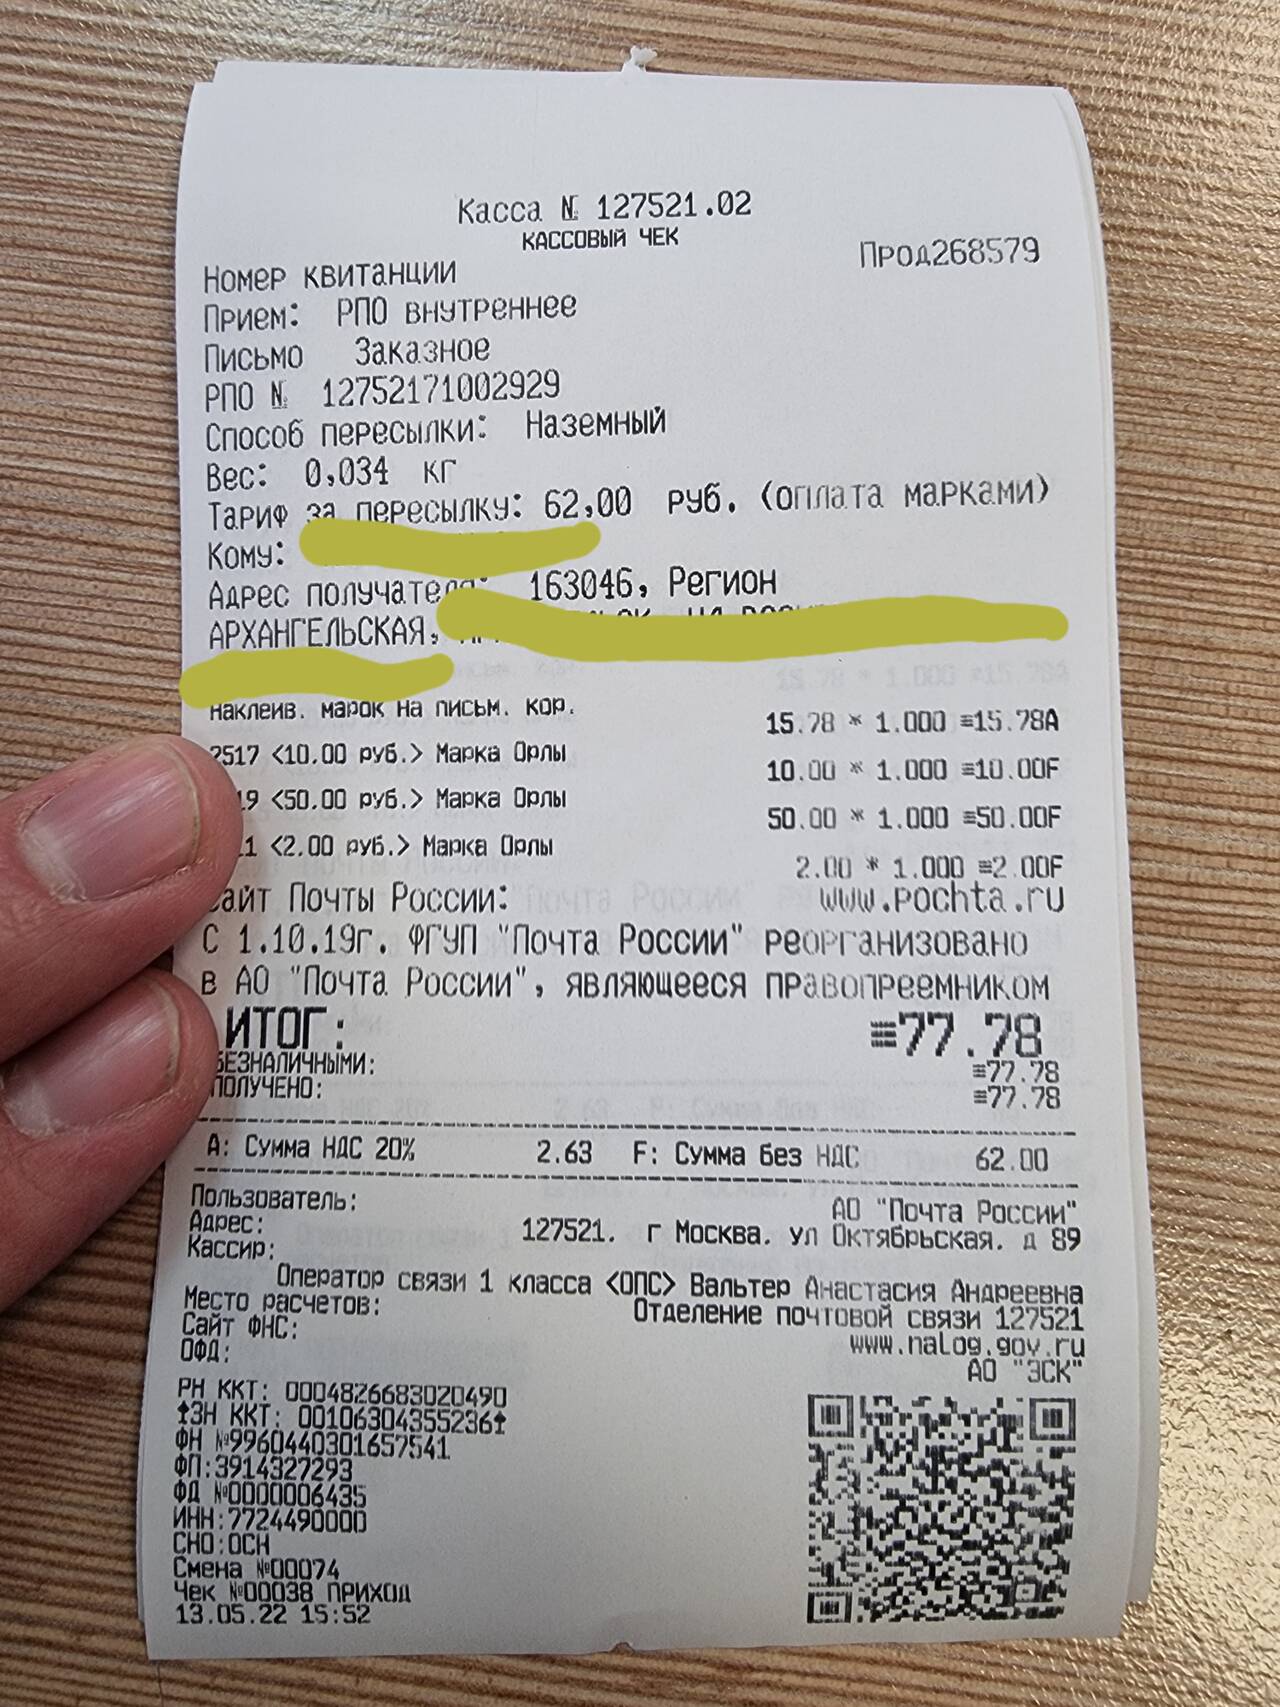 Касса № 127521.02
КАССОВЫЙ ЧЕК
Номер квитанции Прод268579
Прием: РПО внутреннее
Письмо Заказное
РПО № 12752171002929
Способ пересылки: Наземный
Вес: 0,034 кг
Тариф за пересылку: 62,00 руб. (оплата марками)
Кому:
Адрес получателя: 163046, Регион
АРХАНГЕЛЬСКАЯ,
наклеив. марок на письм. кор.
15.78 * 1.000 ≡15.78А
2517 <10.00 руб.> Марка Орлы
10.00 * 1.000 ≡10.00F
19 <50.00 руб.> Марка Орлы
50.00 * 1.000 ≡50.00F
11 <2.00 руб.> Марка Орлы
2.00 * 1.000 ≡2.00F
Сайт Почты России: www.pochta.ru
С 1.10.19г. ФГУП "Почта России" реорганизовано
в АО "Почта России", являющееся правопреемником
ИТОГ: ≡77.78
БЕЗНАЛИЧНЫМИ: ≡77.78
ПОЛУЧЕНО: ≡77.78
А: Сумма НДС 20% 2.63 F: Сумма без НДС 62.00
Пользователь: АО "Почта России"
Адрес: 127521. г Москва. ул Октябрьская. д 89
Кассир:
Оператор связи 1 класса <ОПС> Вальтер Анастасия Андреевна
Место расчетов: Отделение почтовой связи 127521
Сайт ФНС: www.nalog.gov.ru
ОФД: АО "ЭСК"
РН ККТ: 0004826683020490
ЗН ККТ: 00106304355236
ФН №9960440301657541
ФП:3914327293
ФД №0000006435
ИНН:7724490000
СНО:ОСН
Смена №00074
Чек №00038 ПРИХОД
13.05.22 15:52